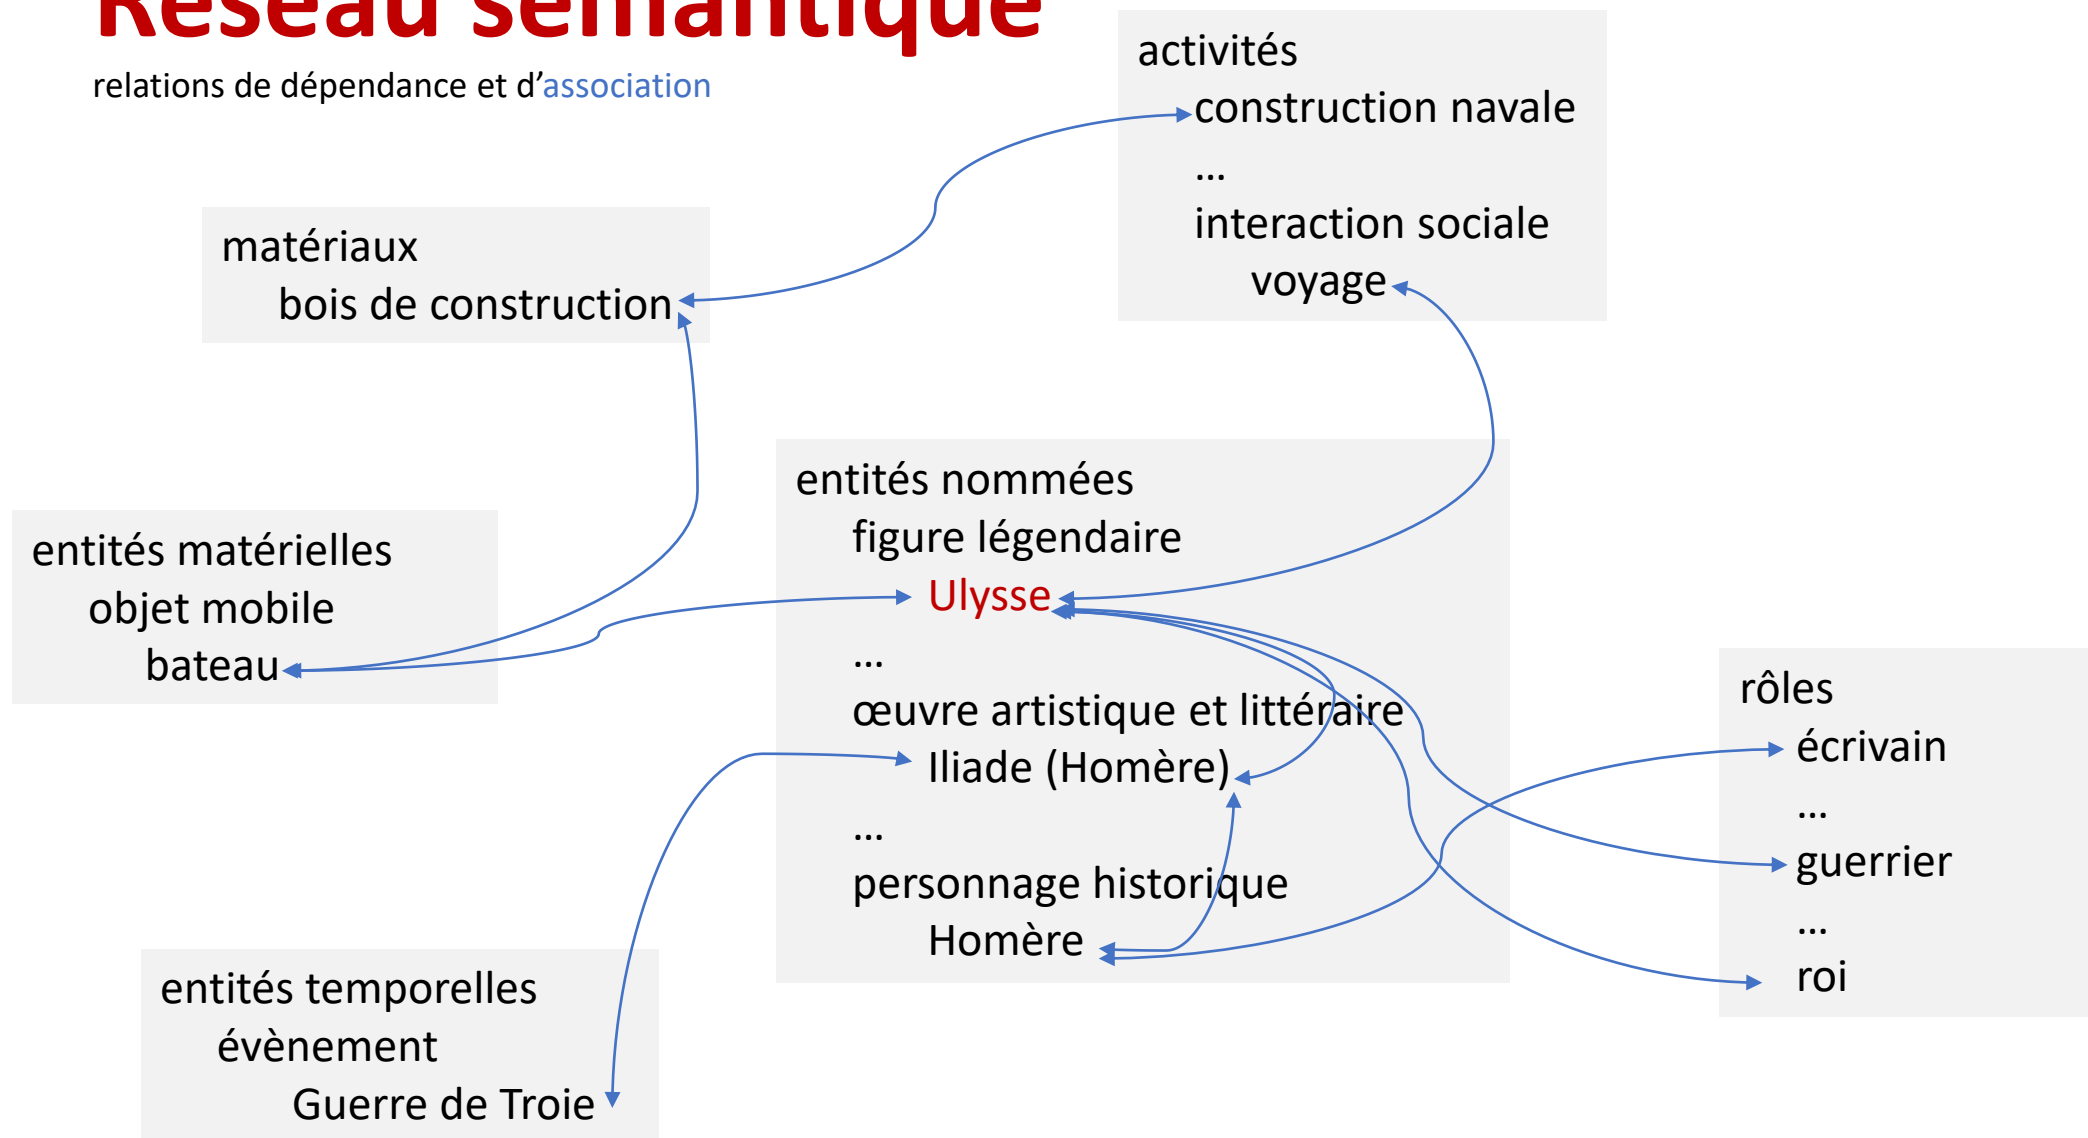 Réseau sémantique
relations de dépendance et d’association
activités
construction navale
...
interaction sociale
voyage
matériaux
bois de construction
entités nommées
figure légendaire
Ulysse
...
œuvre artistique et littéraire
Iliade (Homère)
...
personnage historique
Homère
entités matérielles
objet mobile
bateau
rôles
écrivain
...
guerrier
...
roi
entités temporelles
évènement
Guerre de Troie